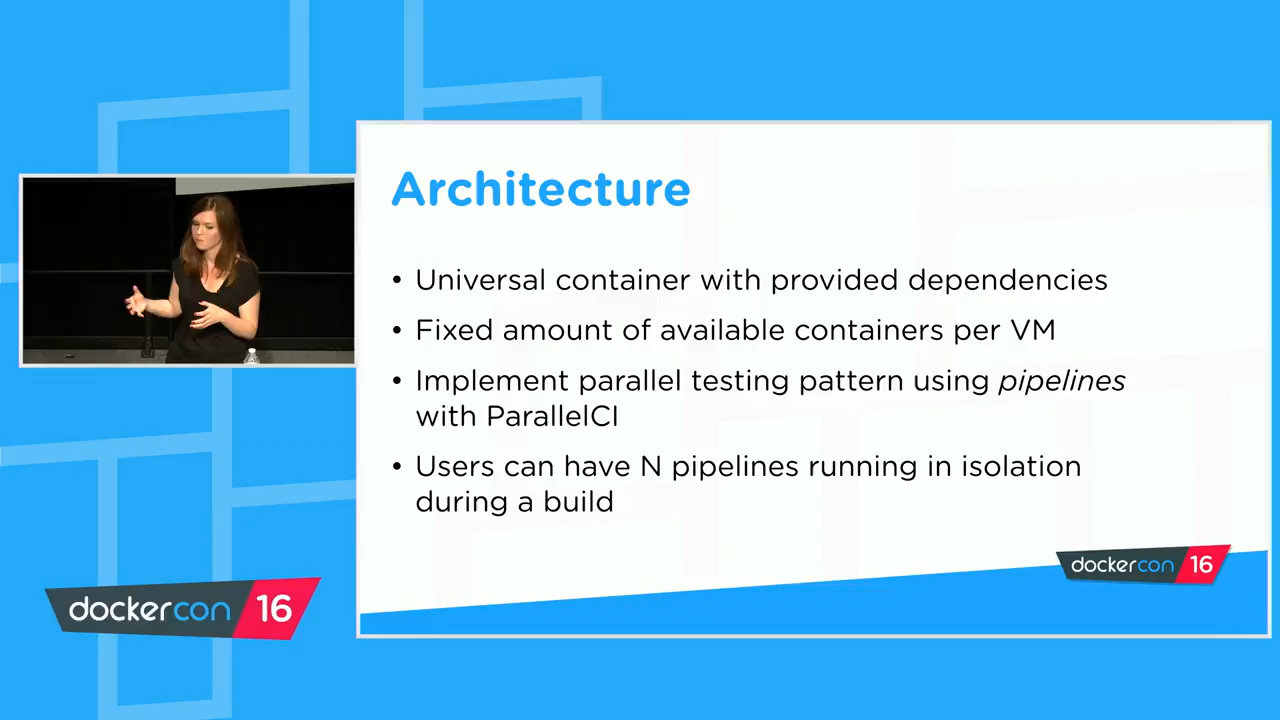 Architecture
• Universal container with provided dependencies
• Fixed amount of available containers per VM
• Implement parallel testing pattern using pipelines
with ParallelCI
• Users can have N pipelines running in isolation
during a build
dockercon 16
dockercon 16